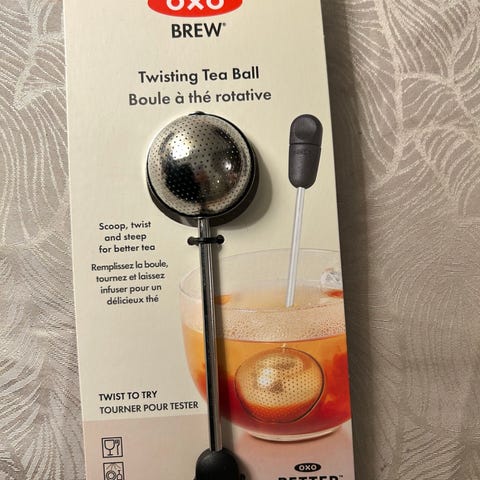 OXO
BREW®
Twisting Tea Ball
Boule à thé rotative
Scoop, twist
and steep
for better tea
Remplissez la boule,
tournez et laissez
infuser pour un
délicieux thé
TWIST TO TRY
TOURNER POUR TESTER
OXO
BETTER™